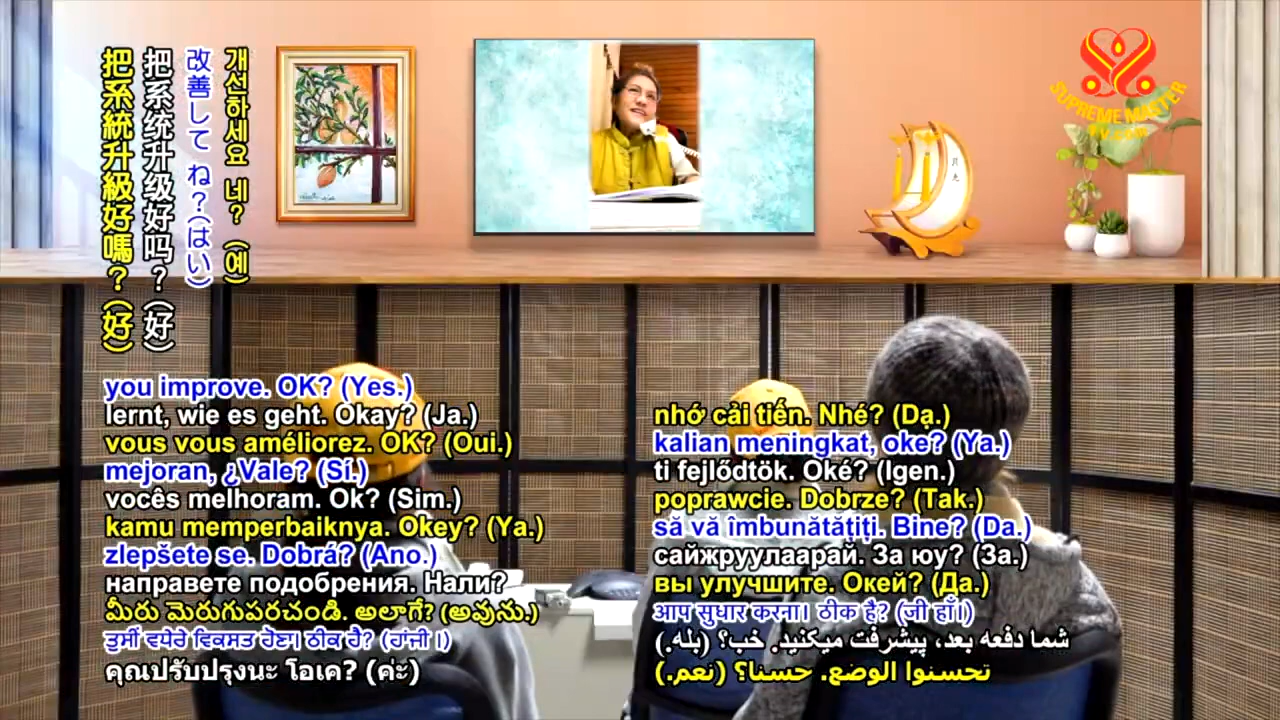 把系統升級好嗎？（好）
把系统升级好吗？（好）
改善して ね？（はい）
개선하세요 네？（예）
SUPREME MASTER
TV.com
you improve. OK? (Yes.)
lernt, wie es geht. Okay? (Ja.)
vous vous améliorez. OK? (Oui.)
mejoran, ¿Vale? (Sí.)
vocês melhoram. Ok? (Sim.)
kamu memperbaiknya. Okey? (Ya.)
zlepšete se. Dobrá? (Ano.)
направете подобрения. Нали?
మీరు మెరుగుపరచండి. అలాగే? (అవును.)
ਤੁਸੀਂ ਵਧੇਰੇ ਵਿਕਸਤ ਹੋਣਾ ਠੀਕ ਹੈ? (ਹਾਂਜੀ।)
คุณปรับปรุงนะ โอเค? (ค่ะ)
nhớ cải tiến. Nhé? (Dạ.)
kalian meningkat, oke? (Ya.)
ti fejlődtök. Oké? (Igen.)
poprawcie. Dobrze? (Tak.)
să vă îmbunătățiți. Bine? (Da.)
сайжруулаарай. За юу? (За.)
вы улучшите. Окей? (Да.)
आप सुधार करना। ठीक है? (जी हाँ।)
شما دفعه بعد، پیشرفت میکنید. خب؟ (بله.)
تحسنوا الوضع. حسنا؟ (نعم.)